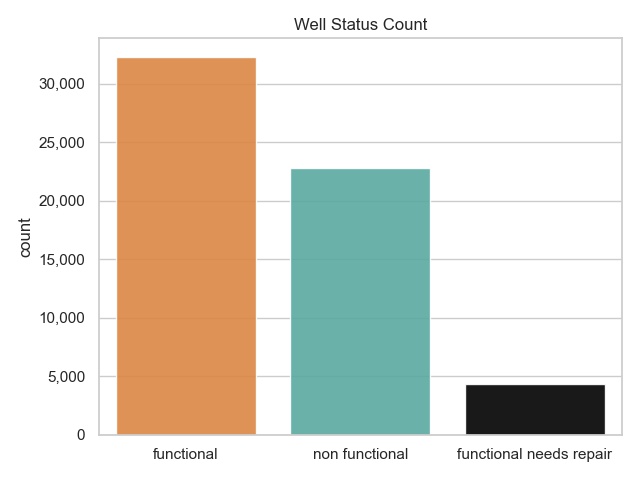 Well Status Count
30,000
25,000
20,000
15,000
10,000
5,000
0
count
functional
non functional
functional needs repair